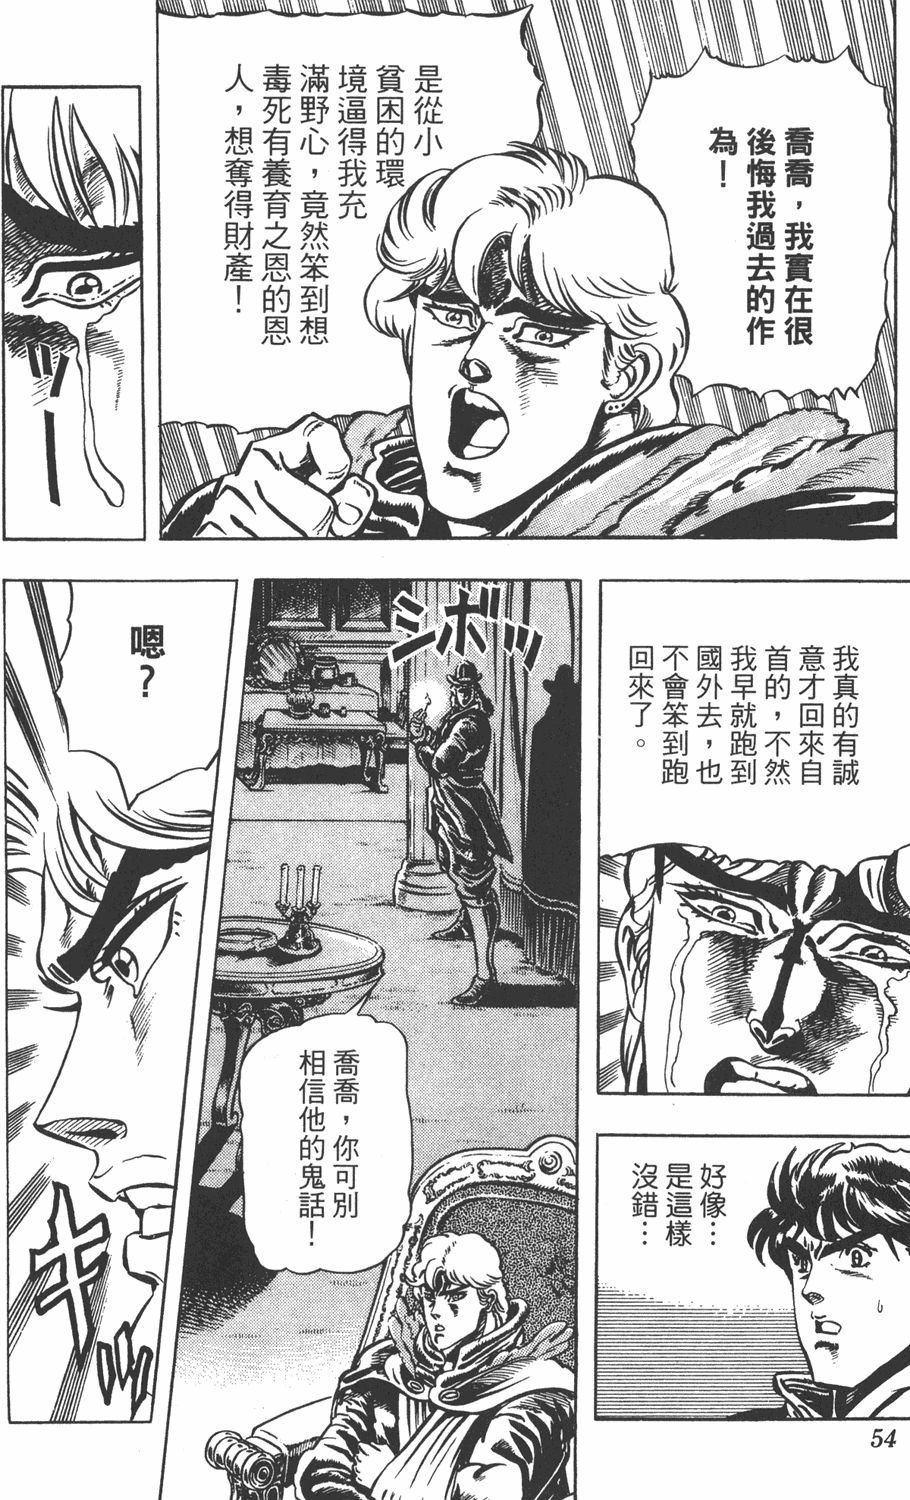 喬喬，我實在很
後悔我過去的作
為！
是從小
貧困的環
境逼得我充
滿野心，竟然笨到想
毒死有養育之恩的恩
人，想奪得財產！
ツー
我真的有誠
意才回來自
首的，不然
我早就跑到
國外去，也
不會笨到跑
回來了。
好像…
是這樣
沒錯…
シボッ
喬喬，你可別
相信他的鬼話！
嗯？
ギリリ
54